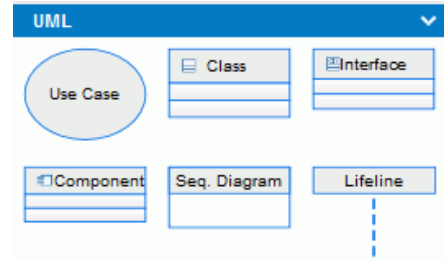 UML
Use Case
Class
Interface
Component
Seq. Diagram
Lifeline